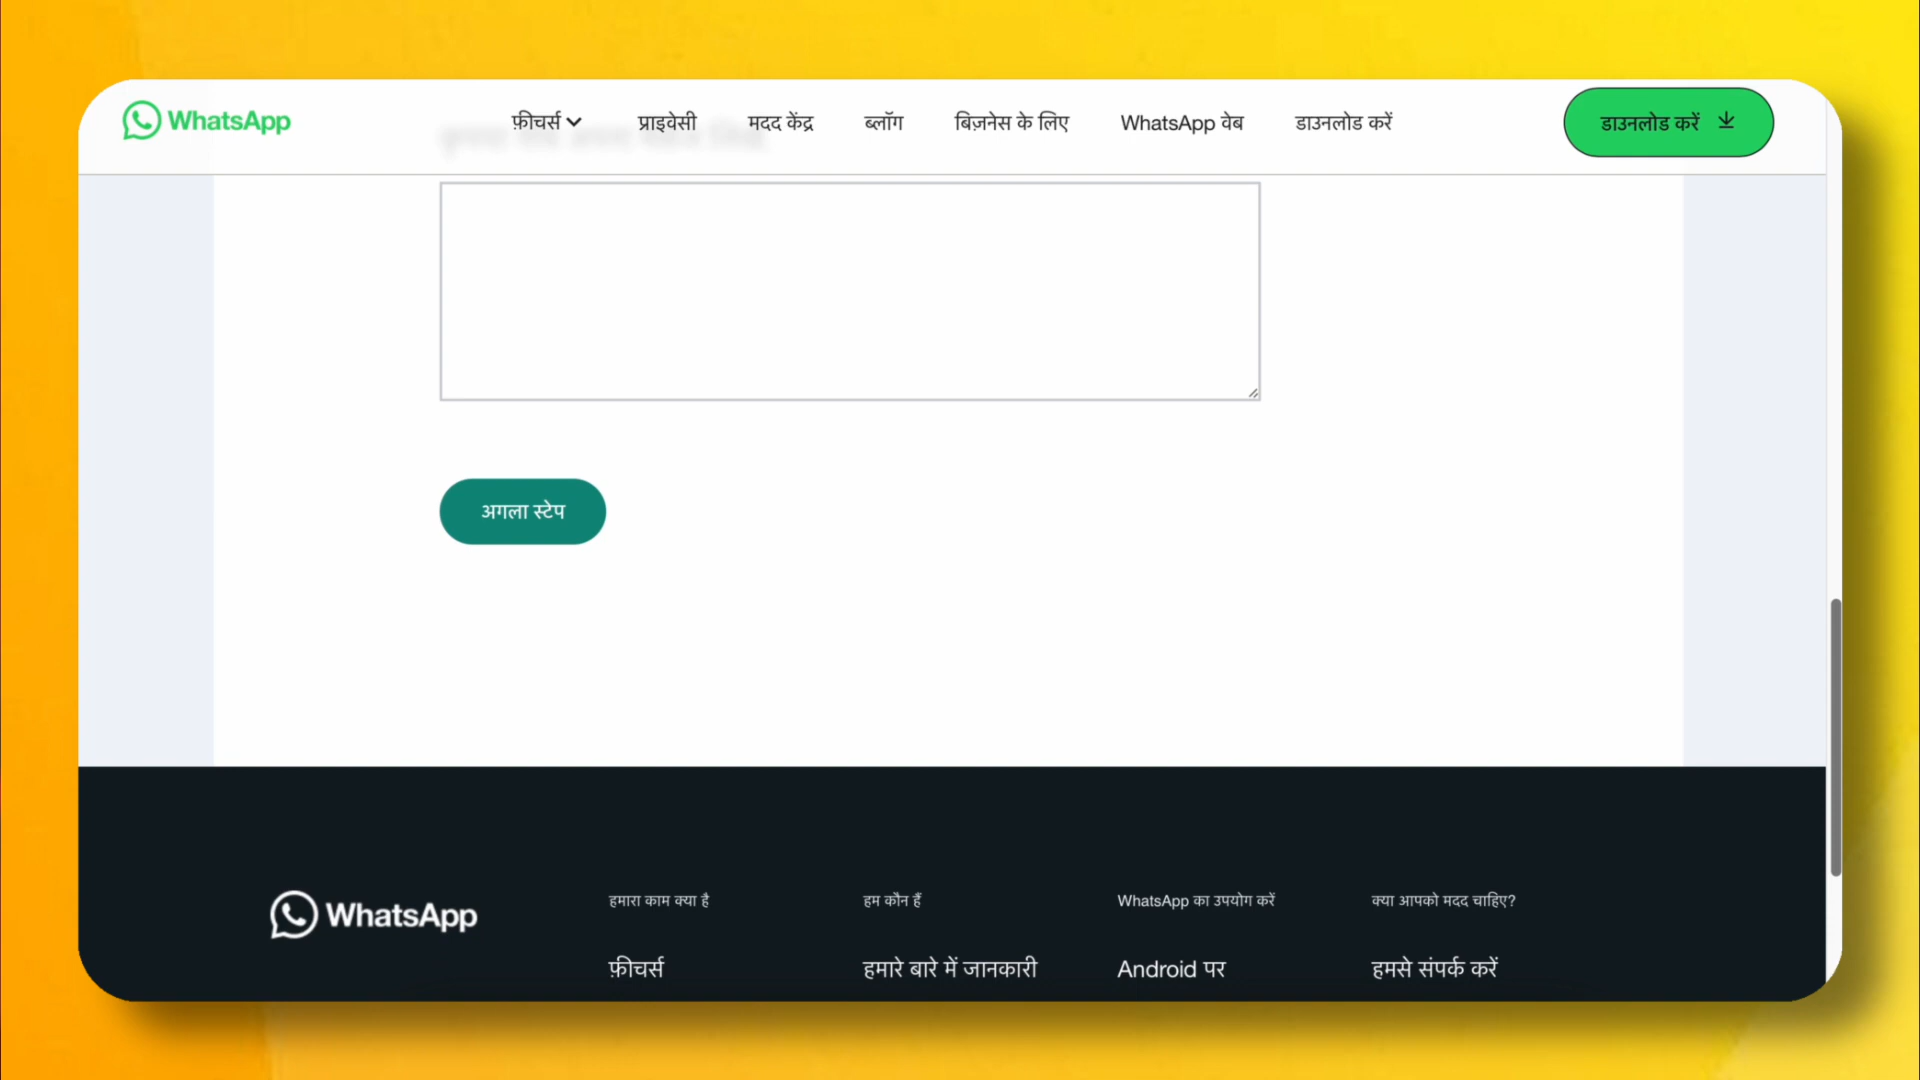 WhatsApp
फ़ीचर्स
प्राइवेसी
मदद केंद्र
ब्लॉग
बिज़नेस के लिए
WhatsApp वेब
डाउनलोड करें
डाउनलोड करें
अगला स्टेप
WhatsApp
हमारा काम क्या है
हम कौन हैं
WhatsApp का उपयोग करें
क्या आपको मदद चाहिए?
फ़ीचर्स
हमारे बारे में जानकारी
Android पर
हमसे संपर्क करें